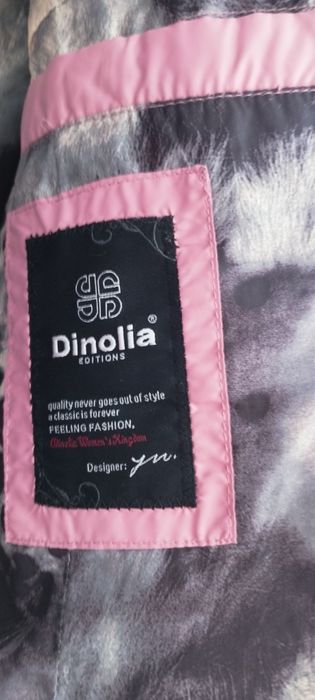 Dinolia®
EDITIONS
quality never goes out of style
a classic is forever
FEELING FASHION,
Dinolia Women's Kingdom
Designer: